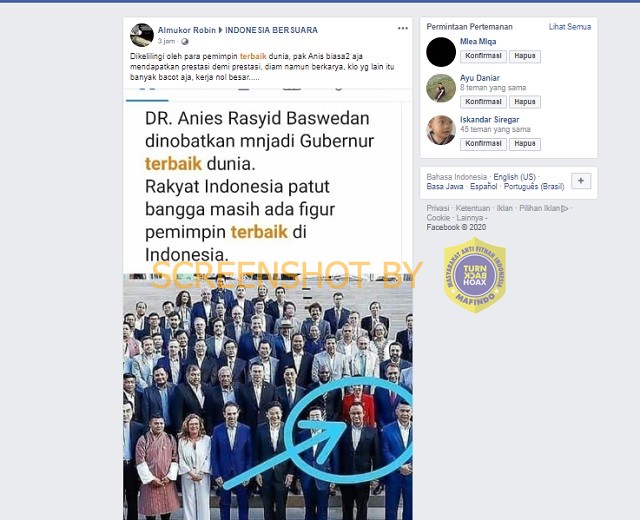 Almukor Robin ▸ INDONESIA BERSUARA
3 jam ·
Dikelilingi oleh para pemimpin terbaik dunia, pak Anis biasa2 aja
mendapatkan prestasi demi prestasi, diam namun berkarya, klo yg lain itu
banyak bacot aja, kerja nol besar.....
DR. Anies Rasyid Baswedan
dinobatkan mnjadi Gubernur
terbaik dunia.
Rakyat Indonesia patut
bangga masih ada figur
pemimpin terbaik di
Indonesia.
SCREENSHOT BY
MASYARAKAT ANTI FITNAH INDONESIA
TURN
BACK
HOAX
MAFINDO
Permintaan Pertemanan
Lihat Semua
Mlea Miqa
Konfirmasi Hapus
Ayu Daniar
8 teman yang sama
Konfirmasi Hapus
Iskandar Siregar
45 teman yang sama
Konfirmasi Hapus
Bahasa Indonesia · English (US) ·
Basa Jawa · Español · Português (Brasil)
+
Privasi · Ketentuan · Iklan · Pilihan Iklan ·
Cookie · Lainnya -
Facebook © 2020